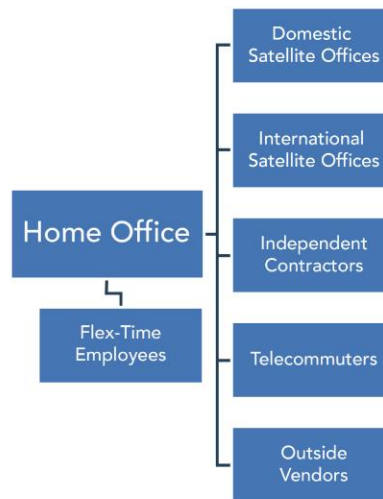 Domestic
Satellite Offices
International
Satellite Offices
Home Office
Independent
Contractors
Flex-Time
Employees
Telecommuters
Outside
Vendors